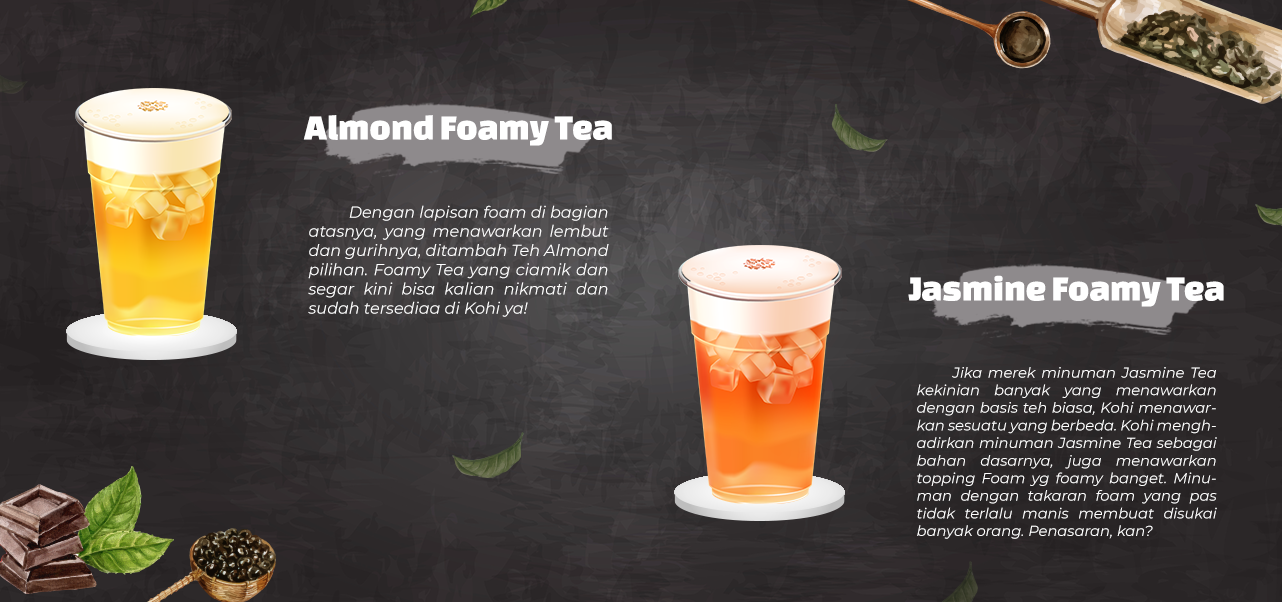 Almond Foamy Tea
Dengan lapisan foam di bagian
atasnya, yang menawarkan lembut
dan gurihnya, ditambah Teh Almond
pilihan. Foamy Tea yang ciamik dan
segar kini bisa kalian nikmati dan
sudah tersediaa di Kohi ya!
Jasmine Foamy Tea
Jika merek minuman Jasmine Tea
kekinian banyak yang menawarkan
dengan basis teh biasa, Kohi menawar-
kan sesuatu yang berbeda. Kohi mengh-
adirkan minuman Jasmine Tea sebagai
bahan dasarnya, juga menawarkan
topping Foam yg foamy banget. Minu-
man dengan takaran foam yang pas
tidak terlalu manis membuat disukai
banyak orang. Penasaran, kan?